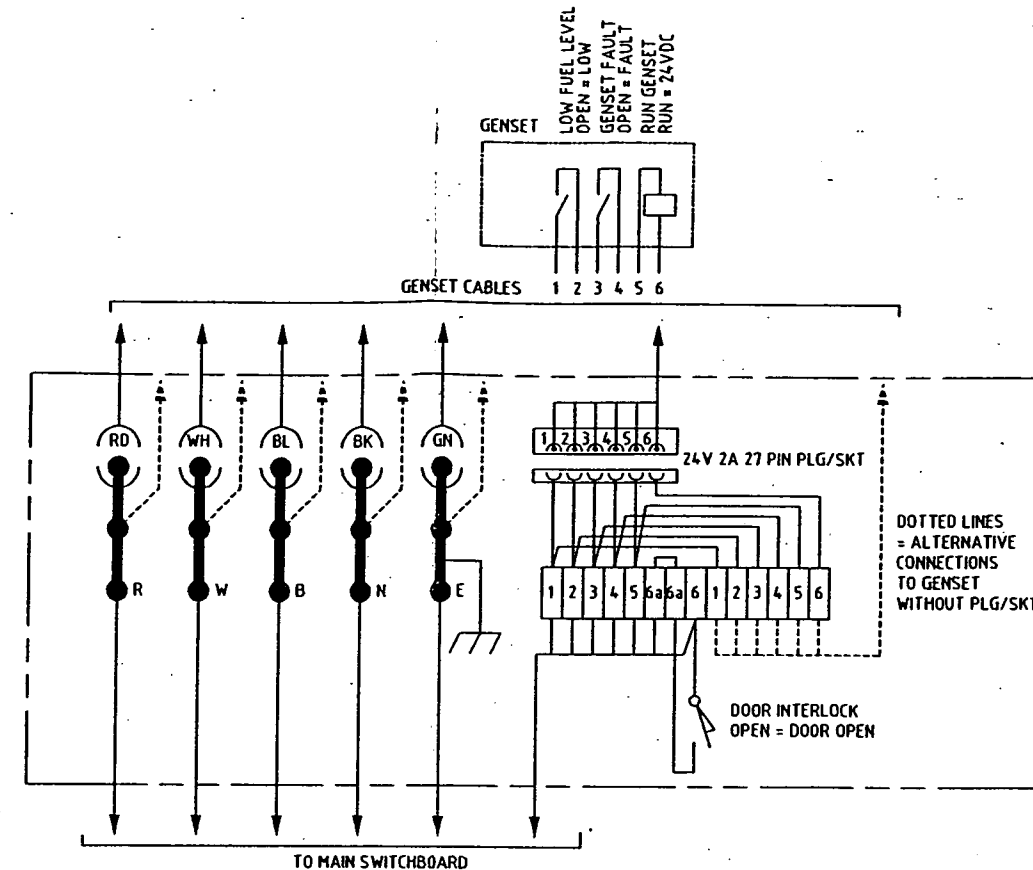 LOW FUEL LEVEL
OPEN = LOW
GENSET FAULT
OPEN = FAULT
RUN GENSET
RUN = 24VDC
GENSET
GENSET CABLES 1 2 3 4 5 6
RD WH BL BK GN
1 2 3 4 5 6
24V 2A 27 PIN PLG/SKT
DOTTED LINES
= ALTERNATIVE
CONNECTIONS
TO GENSET
WITHOUT PLG/SKT
R W B N E
1 2 3 4 5 6a 6a 6 1 2 3 4 5 6
DOOR INTERLOCK
OPEN = DOOR OPEN
TO MAIN SWITCHBOARD